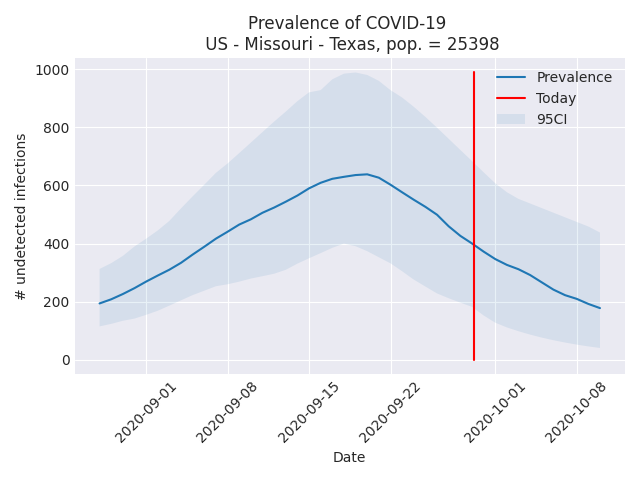 Prevalence of COVID-19
US - Missouri - Texas, pop. = 25398
Prevalence
Today
95CI
1000
800
600
400
200
0
# undetected infections
2020-09-01
2020-09-08
2020-09-15
2020-09-22
2020-10-01
2020-10-08
Date